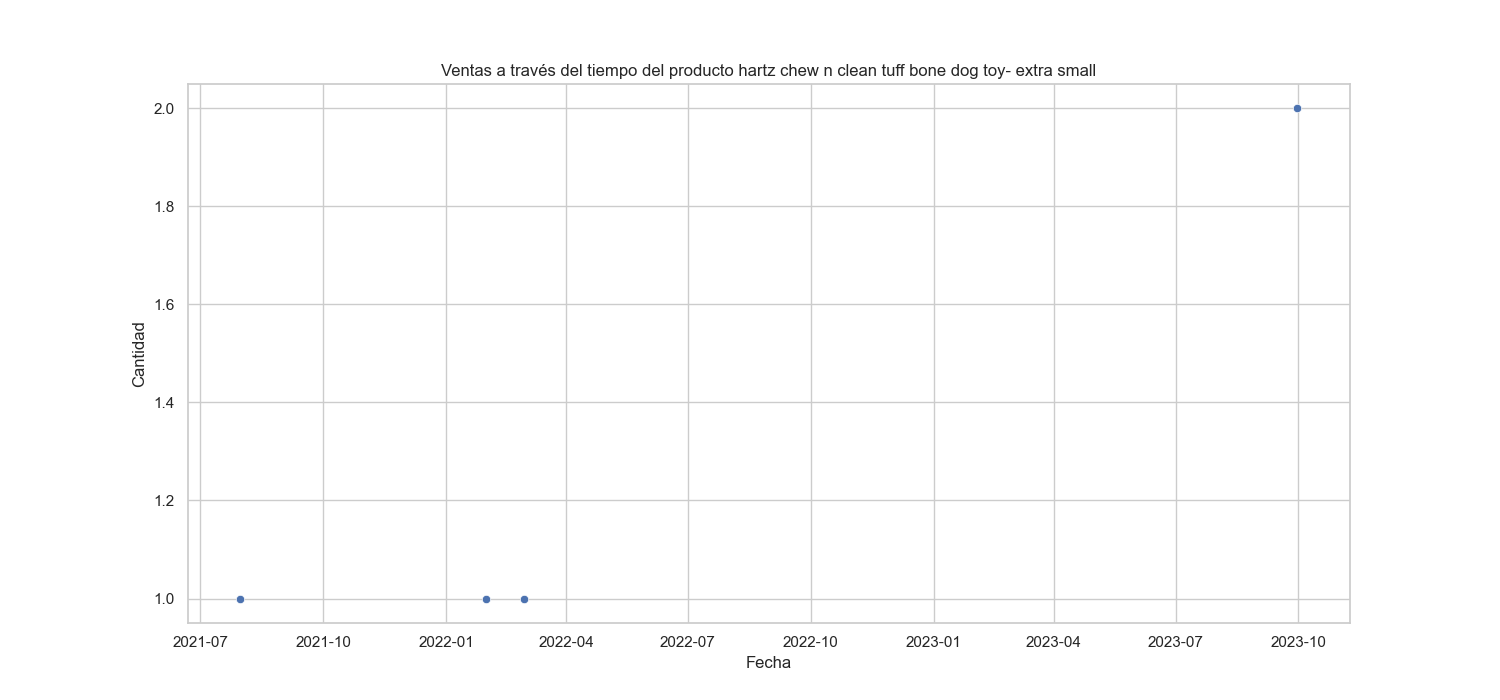 Ventas a través del tiempo del producto hartz chew n clean tuff bone dog toy- extra small
2.0
1.8
1.6
1.4
1.2
1.0
Cantidad
2021-07 2021-10 2022-01 2022-04 2022-07 2022-10 2023-01 2023-04 2023-07 2023-10
Fecha